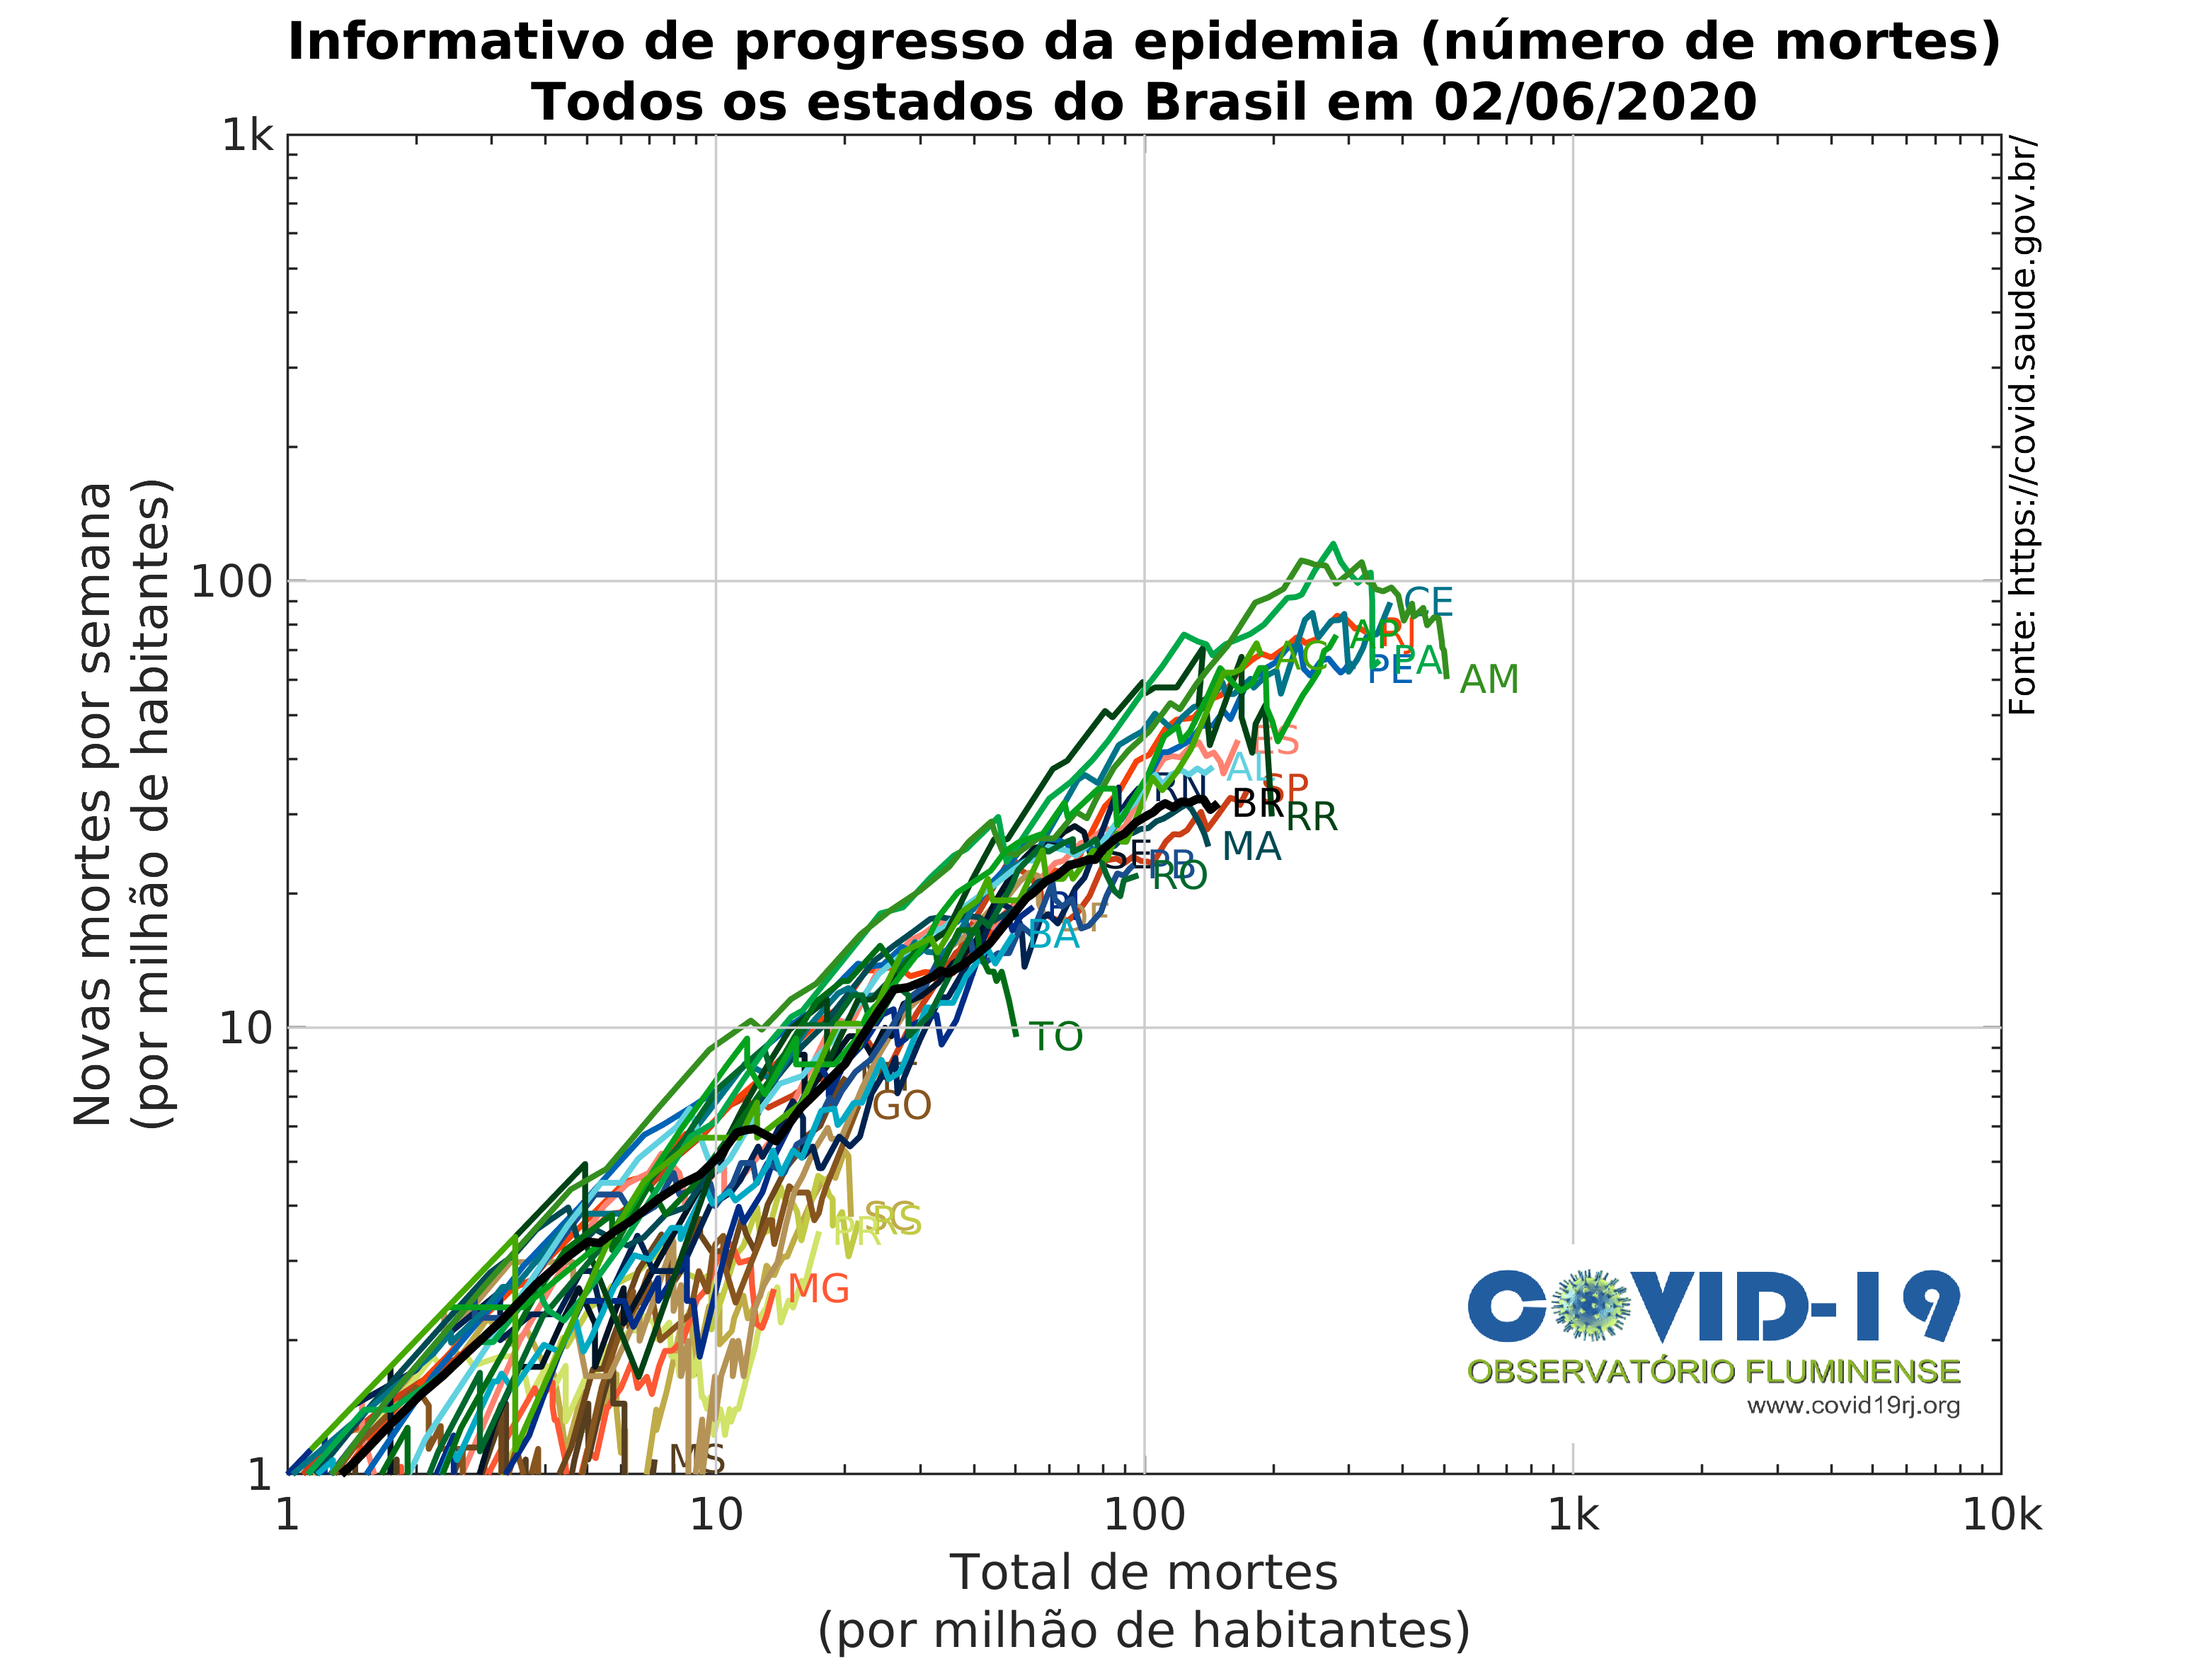 Informativo de progresso da epidemia (número de mortes)
Todos os estados do Brasil em 02/06/2020
Fonte: https://covid.saude.gov.br/
Novas mortes por semana
(por milhão de habitantes)
1k
100
10
1
CE
RJ
AP
AC
PE
PA
AM
ES
AL
RN
SP
BR
RR
MA
SE
PB
RO
PI
DF
BA
TO
GO
SC
RS
PR
MG
MS
COVID-19
OBSERVATÓRIO FLUMINENSE
www.covid19rj.org
1
10
100
1k
10k
Total de mortes
(por milhão de habitantes)